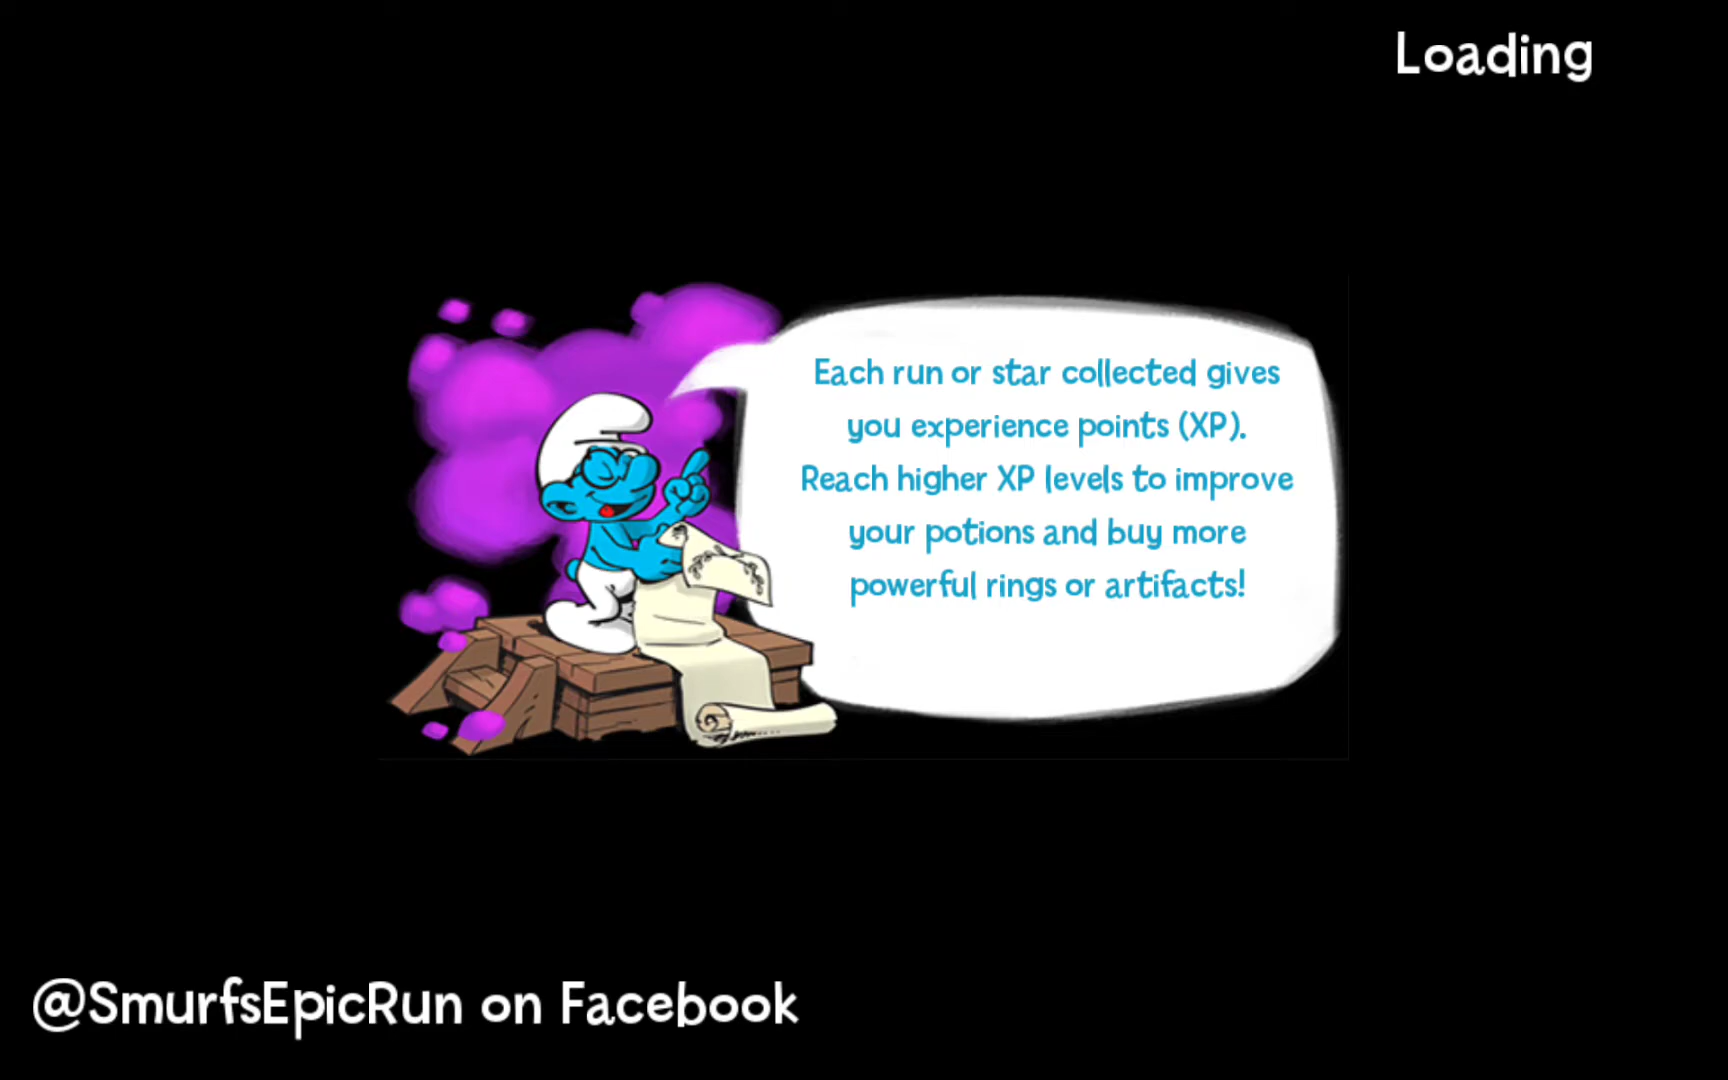 Loading
Each run or star collected gives
you experience points (XP).
Reach higher XP levels to improve
your potions and buy more
powerful rings or artifacts!
@SmurfsEpicRun on Facebook